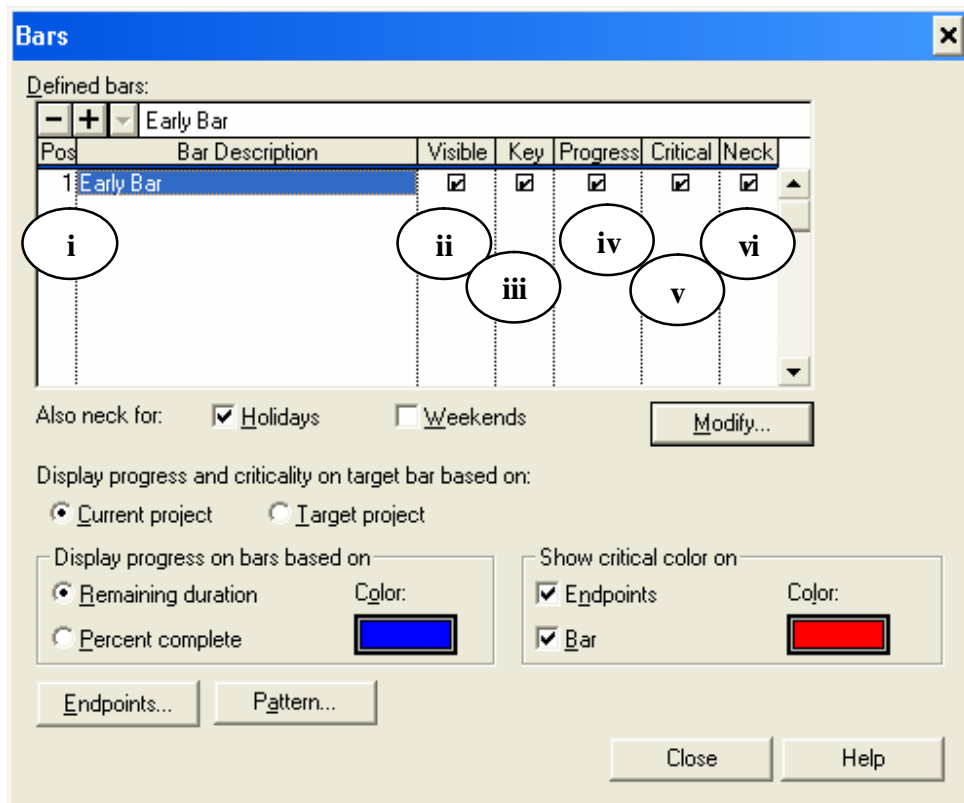 Bars
Defined bars:
Early Bar
Pos Bar Description Visible Key Progress Critical Neck
1 Early Bar
i ii iii iv v vi
Also neck for: Holidays Weekends Modify...
Display progress and criticality on target bar based on:
Current project Target project
Display progress on bars based on Show critical color on
Remaining duration Color: Endpoints Color:
Percent complete Bar
Endpoints... Pattern...
Close Help